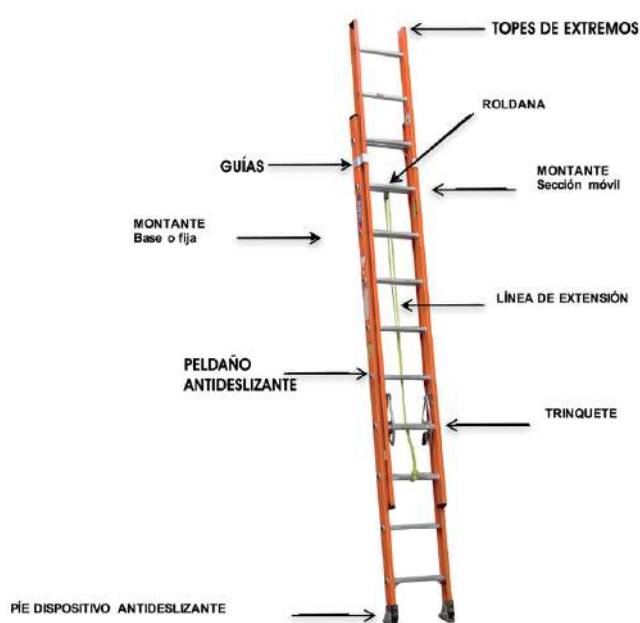 TOPES DE EXTREMOS
ROLDANA
GUÍAS
MONTANTE
Sección móvil
MONTANTE
Base o fija
LÍNEA DE EXTENSIÓN
PELDAÑO
ANTIDESLIZANTE
TRINQUETE
PÍE DISPOSITIVO ANTIDESLIZANTE